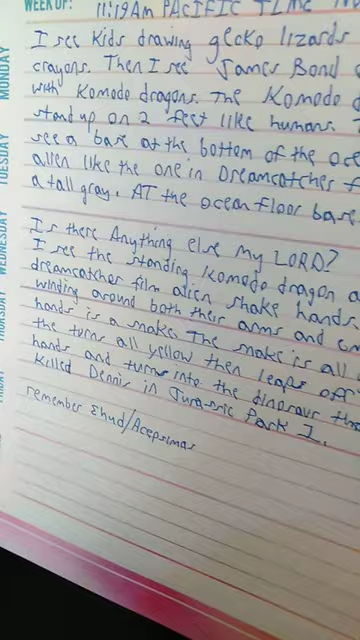 WEEK OF:
11:19AM PACIFIC TIME
MONDAY
TUESDAY
WEDNESDAY
THURSDAY
I see kids drawing gecko lizards
crayons. Then I see James Bond
with Komodo dragons. The Komodo
stand up on 2 feet like humans.
see a base at the bottom of the
alien like the one in Dreamcatcher
a tall gray. AT the ocean floor base
Is there Anything else my LORD?
I see the standing Komodo dragon
dreamcatcher film alien shake hands.
winding around both their arms and
hands is a snake. The snake is all
the turns all yellow then leaps off
hands and turns into the dinosaur
killed Dennis in Jurassic Park 1.
remember Ehud/Aceprimas